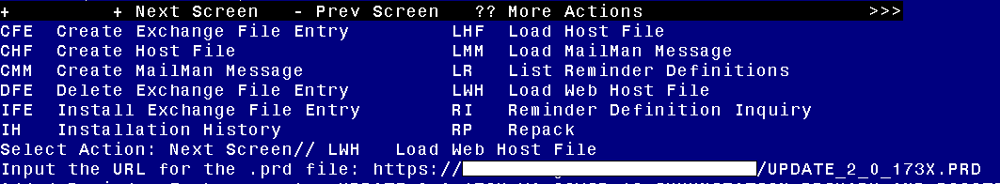 + + Next Screen - Prev Screen ?? More Actions >>>
CFE Create Exchange File Entry LHF Load Host File
CHF Create Host File LMM Load MailMan Message
CMM Create MailMan Message LR List Reminder Definitions
DFE Delete Exchange File Entry LWH Load Web Host File
IFE Install Exchange File Entry RI Reminder Definition Inquiry
IH Installation History RP Repack
Select Action: Next Screen// LWH Load Web Host File
Input the URL for the .prd file: https:// /UPDATE_2_0_173X.PRD